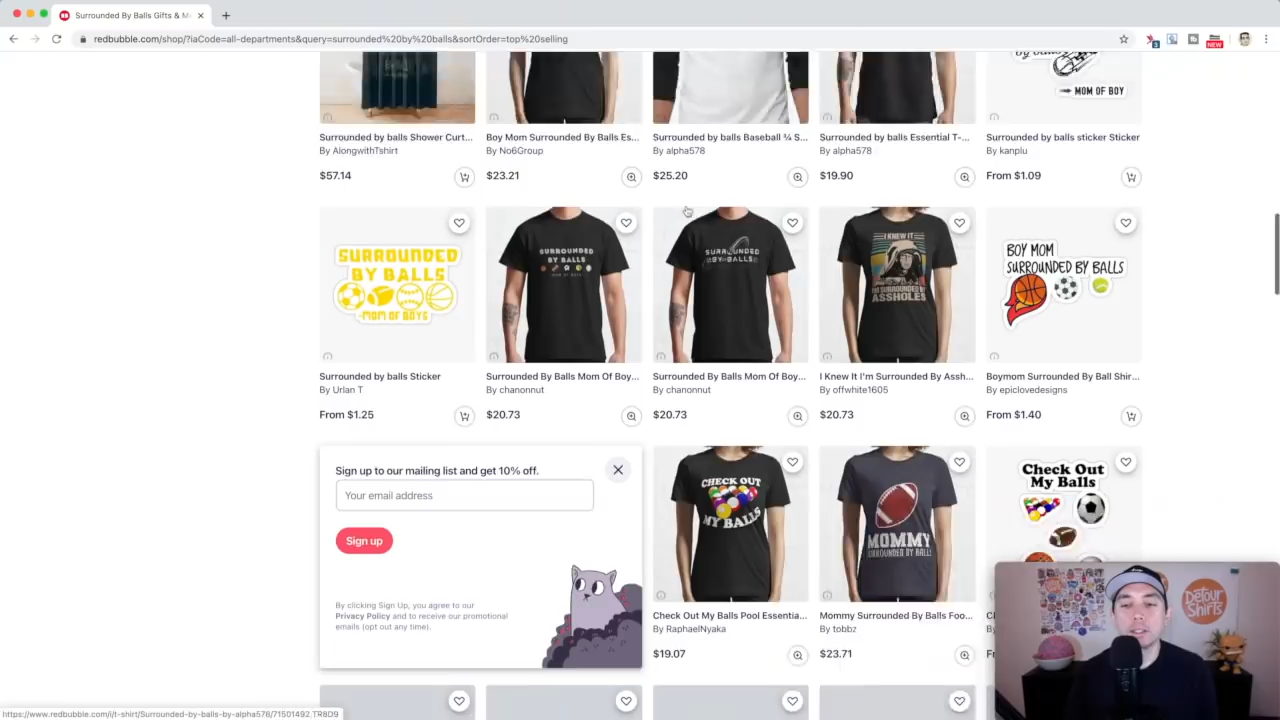 Surrounded By Balls Gifts & M
redbubble.com/shop/?iaCode=all-departments&query=surrounded%20by%20balls&sortOrder=top%20selling
3
NEW
by Balls
MOM OF BOY
Surrounded by balls Shower Curt...
By AlongwithTshirt
$57.14
Boy Mom Surrounded By Balls Es...
By No6Group
$23.21
Surrounded by balls Baseball ¾ S...
By alpha578
$25.20
Surrounded by balls Essential T-...
By alpha578
$19.90
Surrounded by balls sticker Sticker
By kanplu
From $1.09
SURROUNDED
BY BALLS
-MOM OF BOYS
SURROUNDED
BY BALLS
MOM OF BOYS
SURROUNDED
BY BALLS
I KNEW IT
I'M SURROUNDED BY
ASSHOLES
BOY MOM
SURROUNDED BY BALLS
Surrounded by balls Sticker
By Urlan T
From $1.25
Surrounded By Balls Mom Of Boy...
By chanonnut
$20.73
Surrounded By Balls Mom Of Boy...
By chanonnut
$20.73
I Knew It I'm Surrounded By Assh...
By offwhite1605
$20.73
Boymom Surrounded By Ball Shir...
By epiclovedesigns
From $1.40
Sign up to our mailing list and get 10% off.
Your email address
Sign up
By clicking Sign Up, you agree to our
Privacy Policy and to receive our promotional
emails (opt out any time).
CHECK OUT
MY BALLS
MOMMY
SURROUNDED BY BALLS
Check Out
My Balls
Check Out My Balls Pool Essentia...
By RaphaelNyaka
$19.07
Mommy Surrounded By Balls Foo...
By tobbz
$23.71
DETOUR
SHIRTS
https://www.redbubble.com/i/t-shirt/Surrounded-by-balls-by-alpha578/71501492.TR8D9